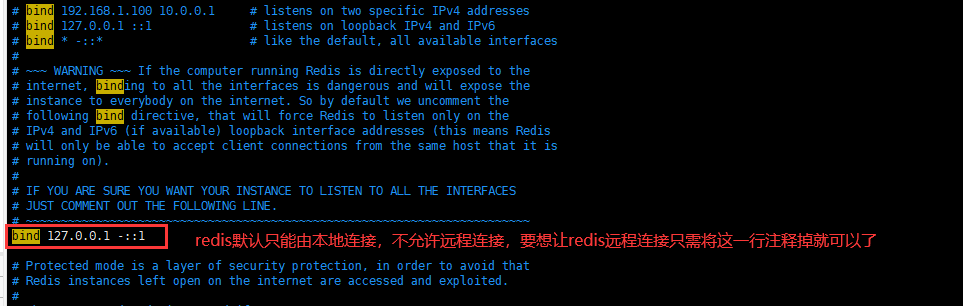 # bind 192.168.1.100 10.0.0.1     # listens on two specific IPv4 addresses
# bind 127.0.0.1 ::1              # listens on loopback IPv4 and IPv6
# bind * -::*                     # like the default, all available interfaces
#
# ~~~ WARNING ~~~ If the computer running Redis is directly exposed to the
# internet, binding to all the interfaces is dangerous and will expose the
# instance to everybody on the internet. So by default we uncomment the
# following bind directive, that will force Redis to listen only on the
# IPv4 and IPv6 (if available) loopback interface addresses (this means Redis
# will only be able to accept client connections from the same host that it is
# running on).
#
# IF YOU ARE SURE YOU WANT YOUR INSTANCE TO LISTEN TO ALL THE INTERFACES
# JUST COMMENT OUT THE FOLLOWING LINE.
# ~~~~~~~~~~~~~~~~~~~~~~~~~~~~~~~~~~~~~~~~~~~~~~~~~~~~~~~~~~~~~~~~~~~~~~~~
bind 127.0.0.1 -::1 redis默认只能由本地连接，不允许远程连接，要想让redis远程连接只需将这一行注释掉就可以了
# Protected mode is a layer of security protection, in order to avoid that
# Redis instances left open on the internet are accessed and exploited.
#